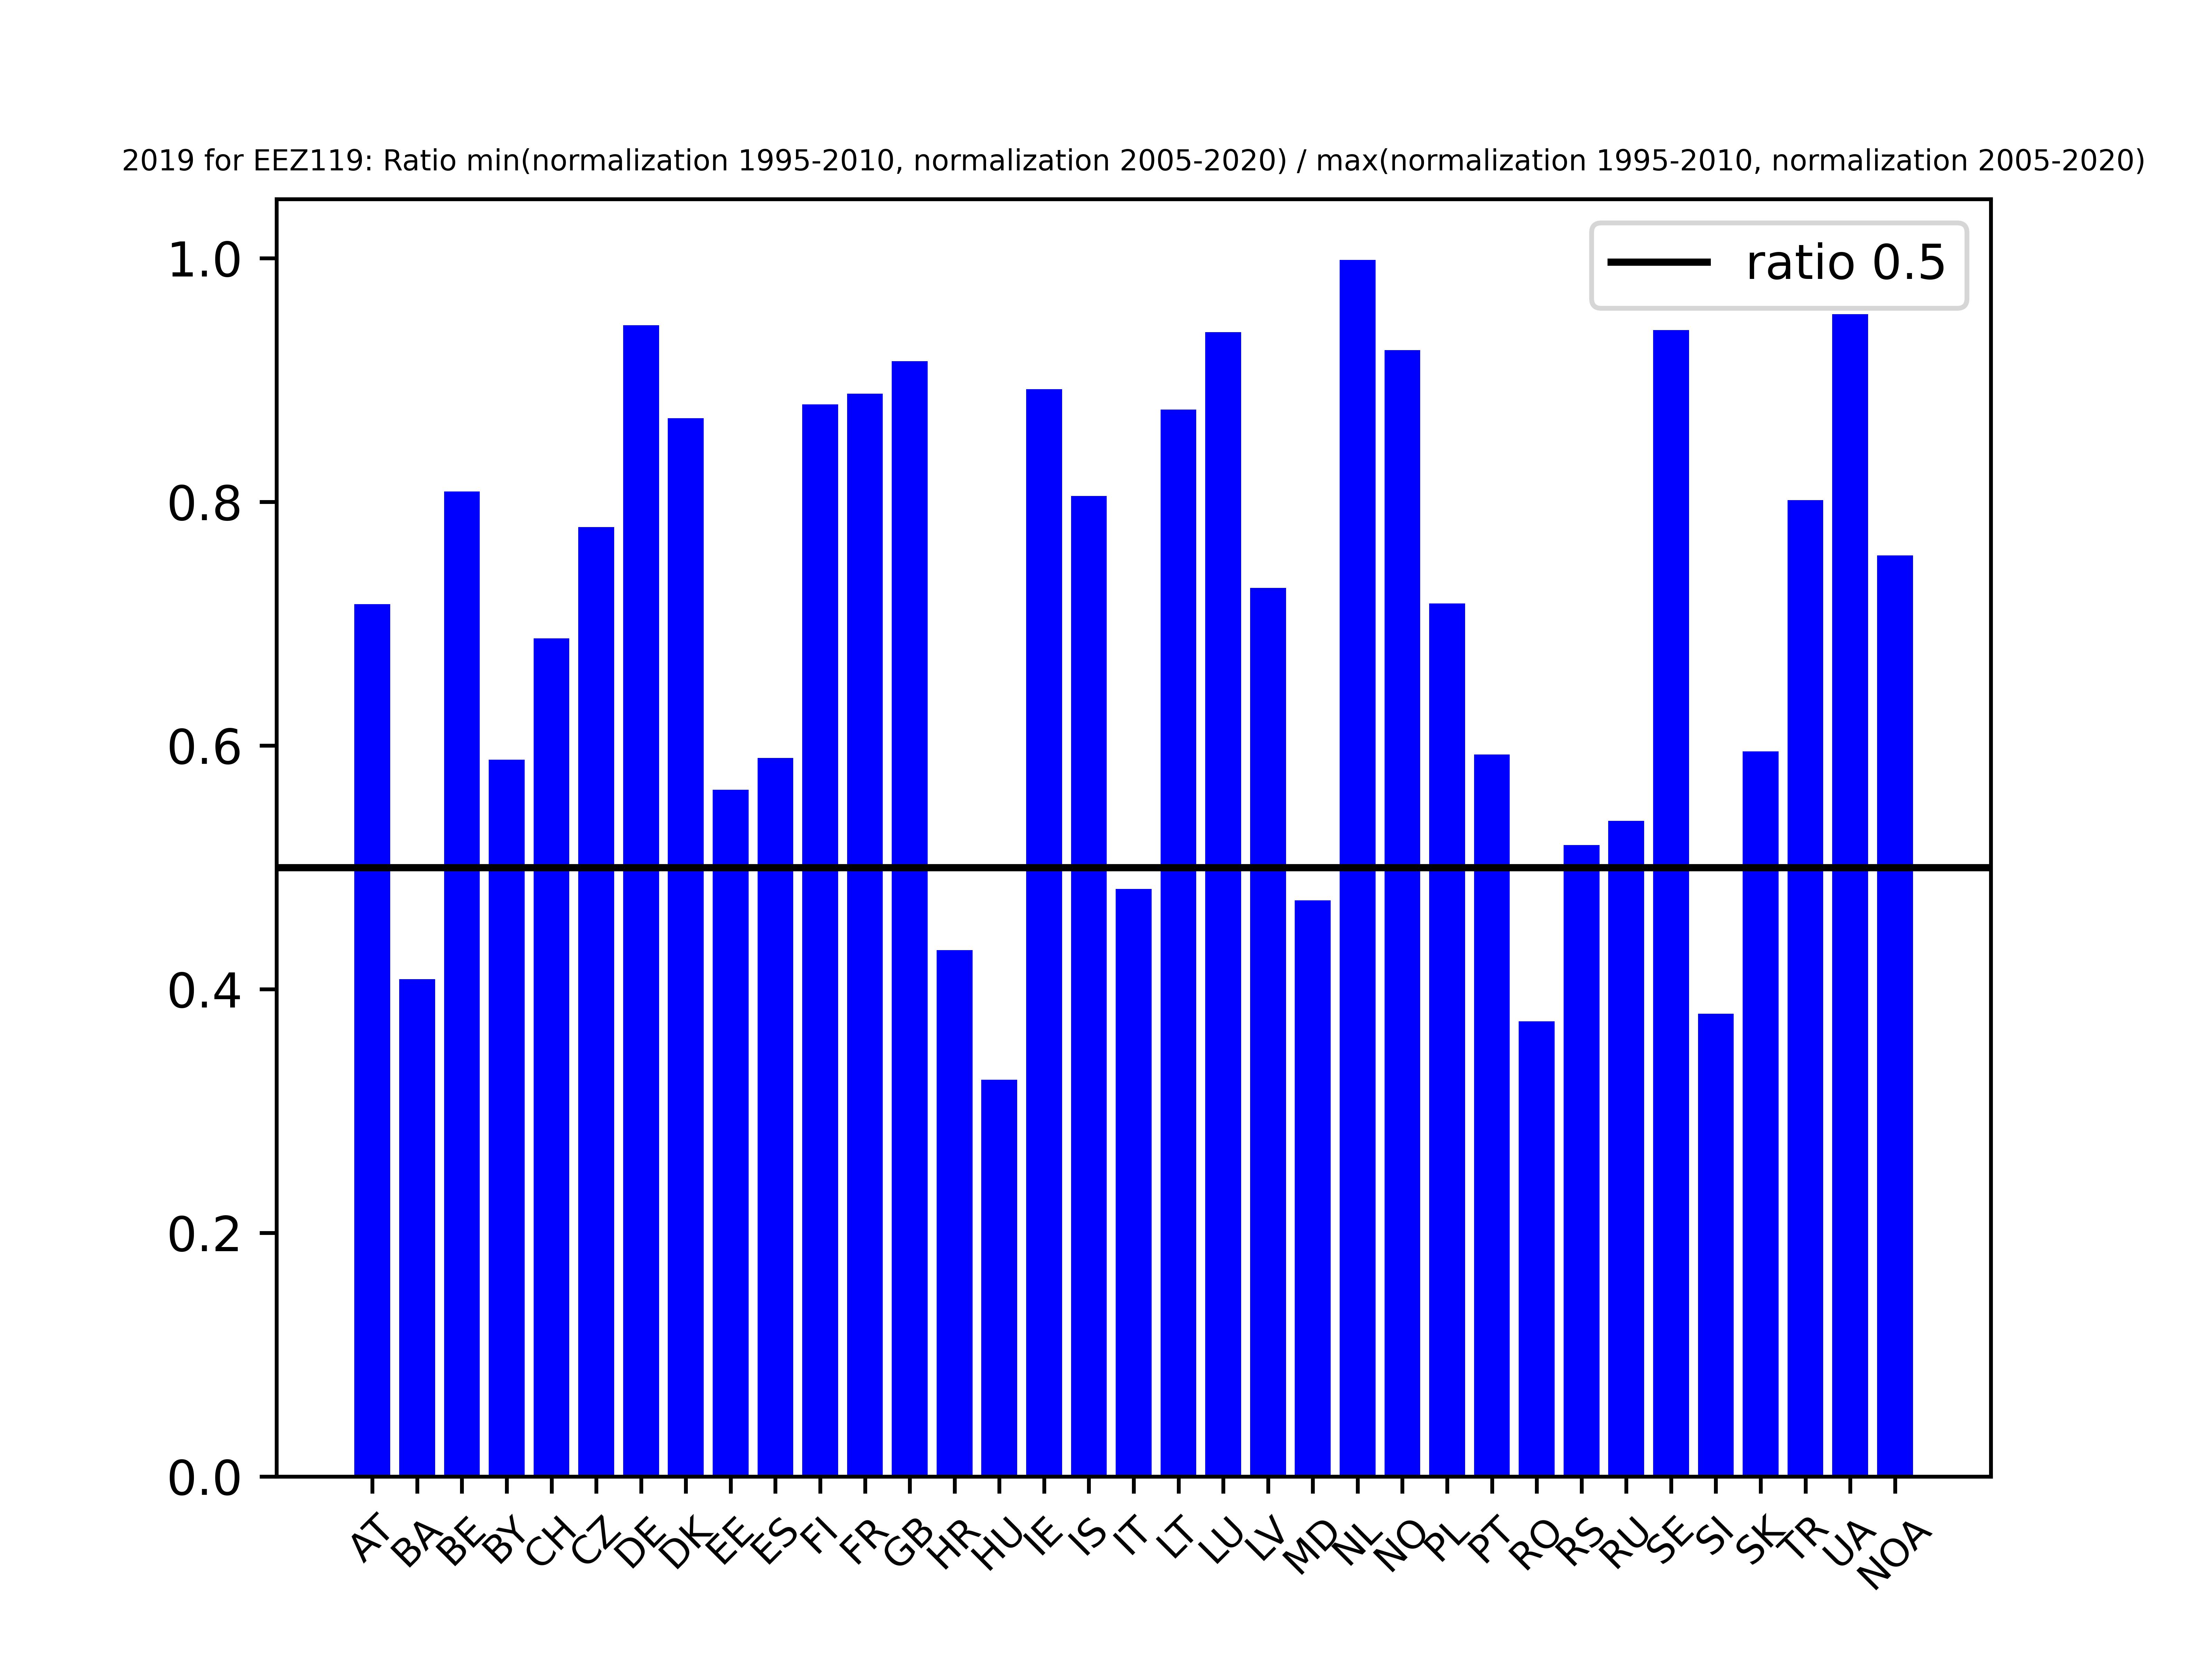 2019 for EEZ119: Ratio min(normalization 1995-2010, normalization 2005-2020) / max(normalization 1995-2010, normalization 2005-2020)
ratio 0.5
1.0
0.8
0.6
0.4
0.2
0.0
AT BA BE BY CH CZ DE DK EE ES FI FR GB HR HU IE IS IT LT LU LV MD NL NO PL PT RO RS RU SE SI SK TR UA NOA